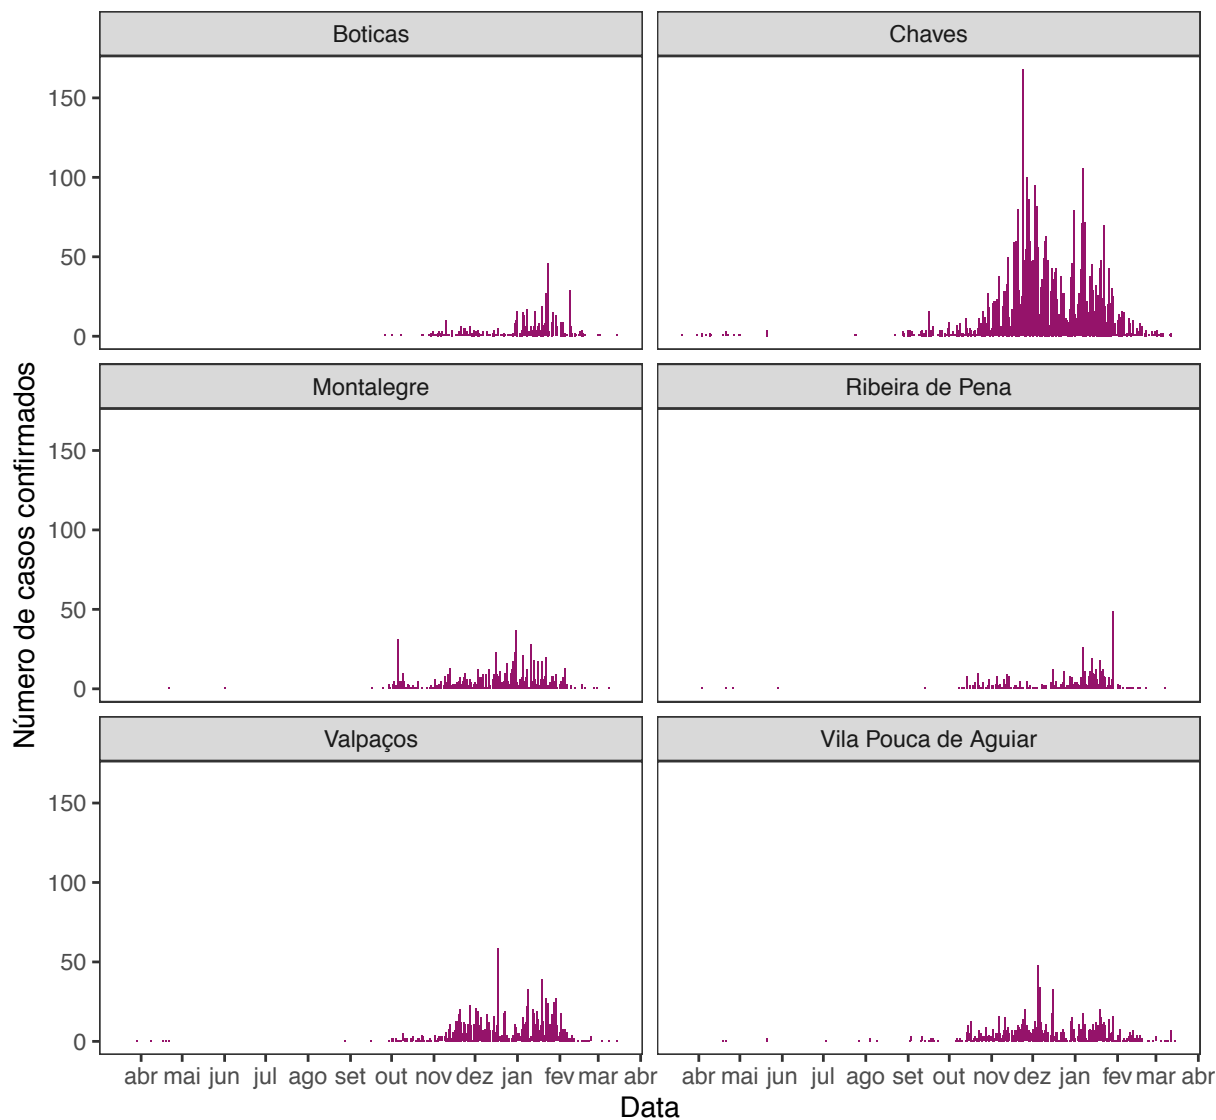 Boticas
Chaves
150
100
50
0
Número de casos confirmados
Montalegre
Ribeira de Pena
150
100
50
0
Valpaços
Vila Pouca de Aguiar
150
100
50
0
abr mai jun jul ago set out nov dez jan fev mar abr
abr mai jun jul ago set out nov dez jan fev mar abr
Data